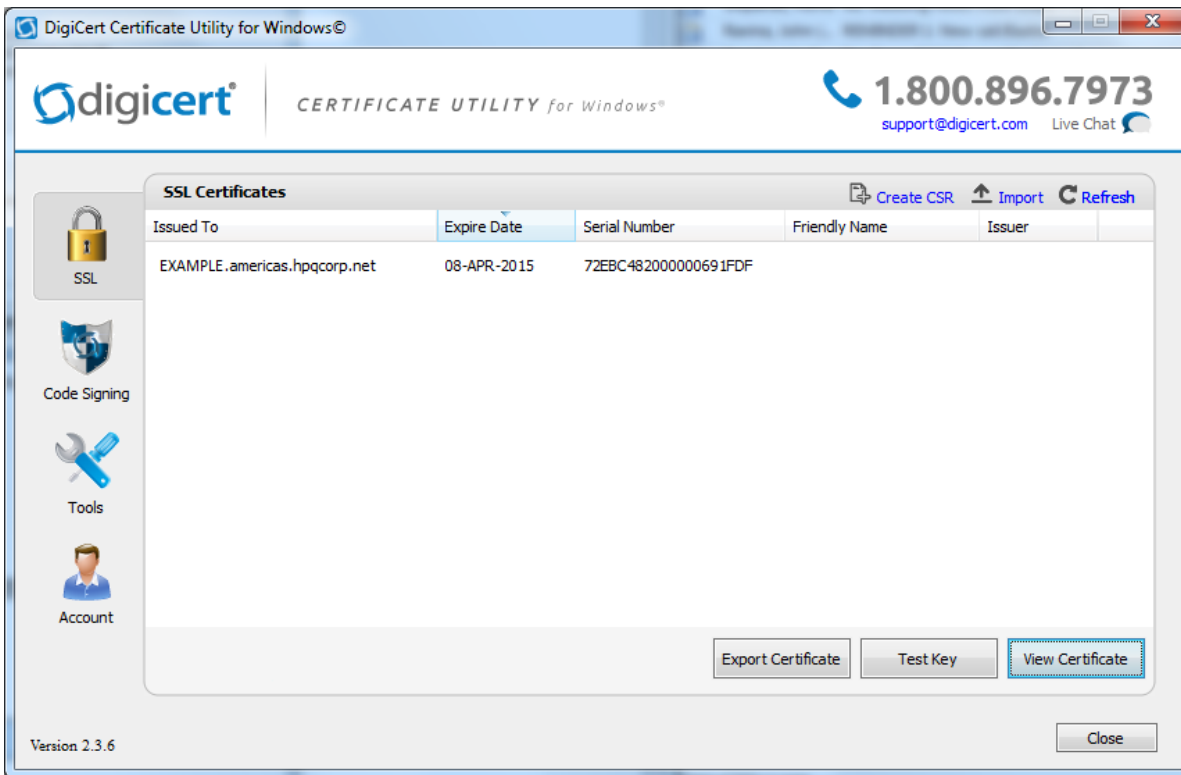 DigiCert Certificate Utility for Windows©
digicert® CERTIFICATE UTILITY for Windows® 1.800.896.7973
support@digicert.com Live Chat
SSL Certificates Create CSR Import Refresh
Issued To Expire Date Serial Number Friendly Name Issuer
EXAMPLE.americas.hpqcorp.net 08-APR-2015 72EBC482000000691FDF
SSL
Code Signing
Tools
Account
Export Certificate Test Key View Certificate
Version 2.3.6 Close